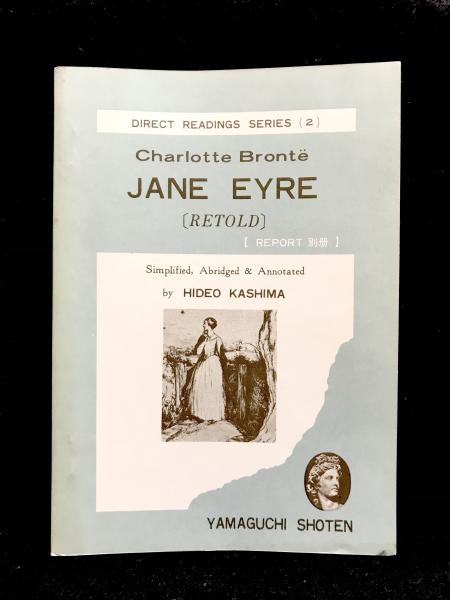 DIRECT READINGS SERIES (2)
Charlotte Brontë
JANE EYRE
[RETOLD]
[ REPORT 別册 ]
Simplified, Abridged & Annotated
by HIDEO KASHIMA
YAMAGUCHI SHOTEN